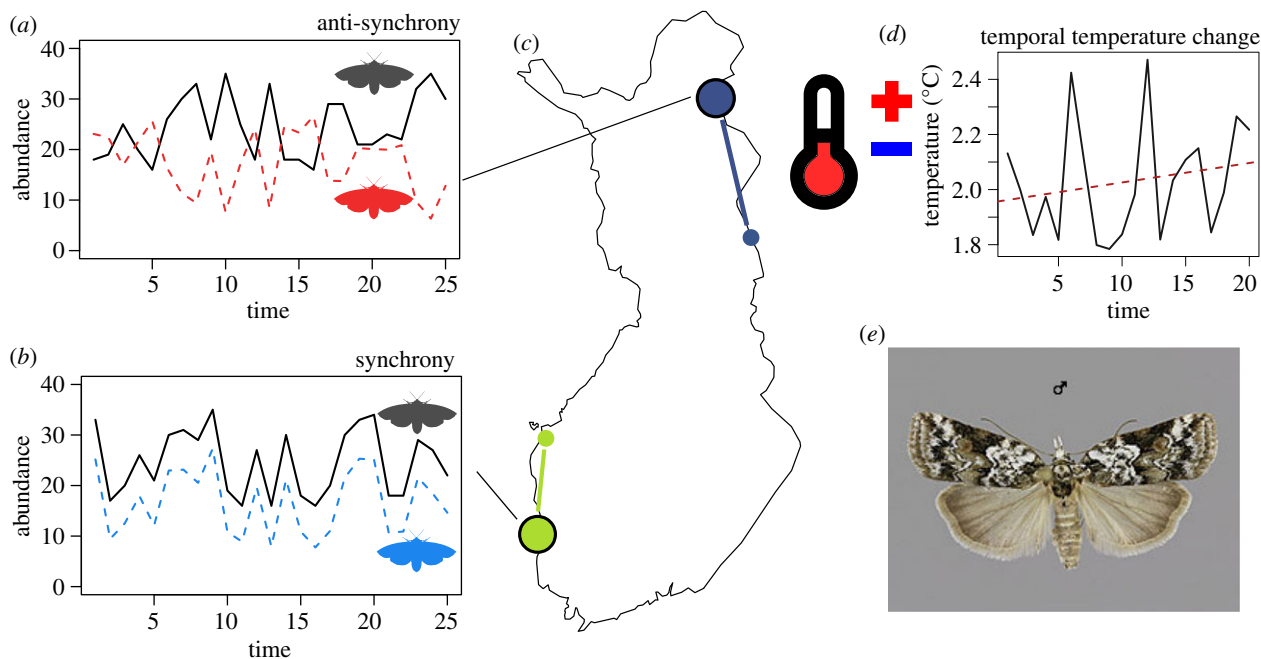 (a)
anti-synchrony
abundance
40
30
20
10
0
5 10 15 20 25
time
(b)
synchrony
abundance
40
30
20
10
0
5 10 15 20 25
time
(c)
(d)
temporal temperature change
temperature (°C)
2.4
2.2
2.0
1.8
5 10 15 20
time
(e)
♂